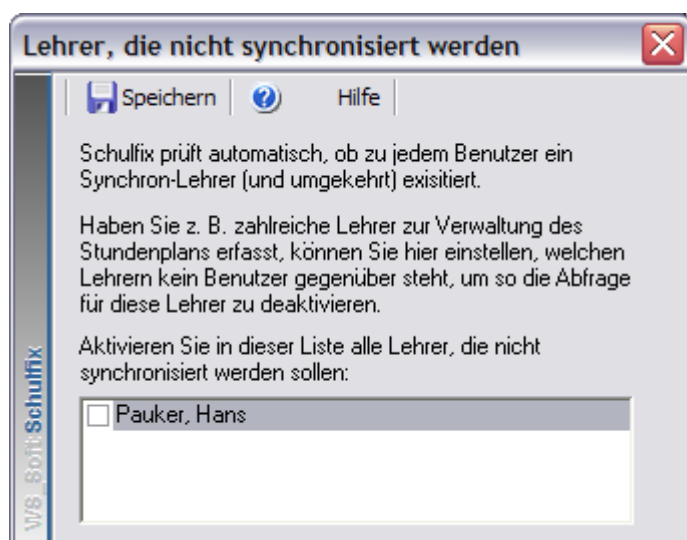 Lehrer, die nicht synchronisiert werden
Speichern Hilfe
Schulfix prüft automatisch, ob zu jedem Benutzer ein
Synchron-Lehrer (und umgekehrt) exisitiert.
Haben Sie z. B. zahlreiche Lehrer zur Verwaltung des
Stundenplans erfasst, können Sie hier einstellen, welchen
Lehrern kein Benutzer gegenüber steht, um so die Abfrage
für diese Lehrer zu deaktivieren.
Aktivieren Sie in dieser Liste alle Lehrer, die nicht
synchronisiert werden sollen:
Pauker, Hans
WS_Soft:Schulfix